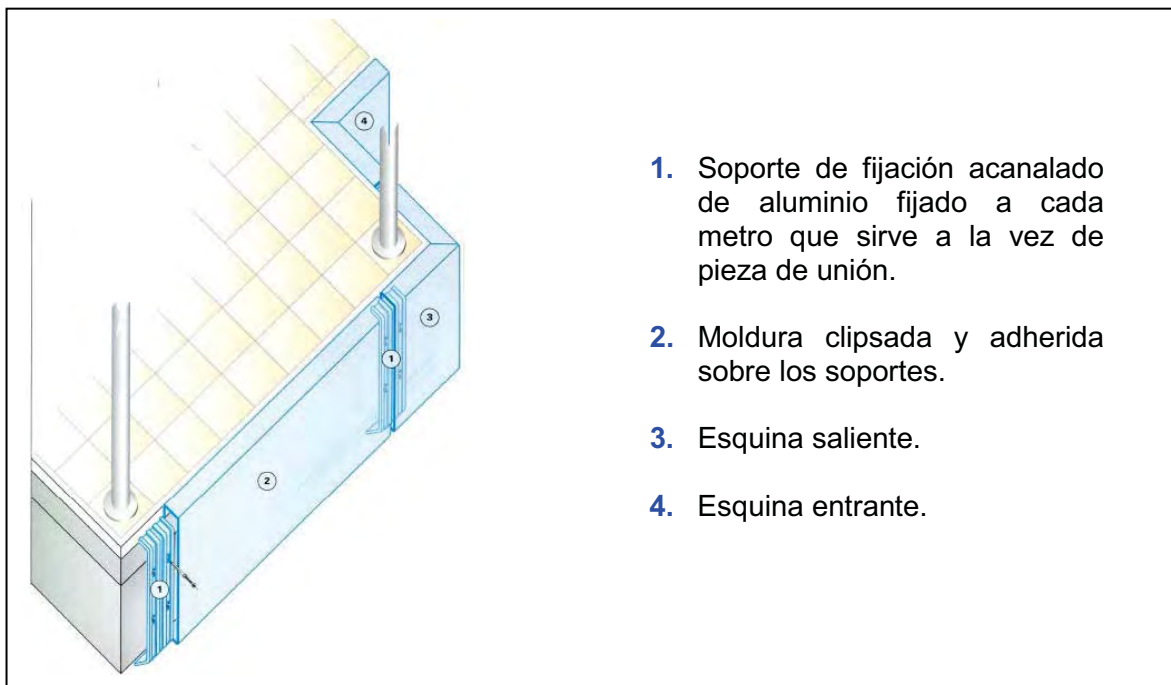 4
3
1
2
1
1. Soporte de fijación acanalado
de aluminio fijado a cada
metro que sirve a la vez de
pieza de unión.
2. Moldura clipsada y adherida
sobre los soportes.
3. Esquina saliente.
4. Esquina entrante.